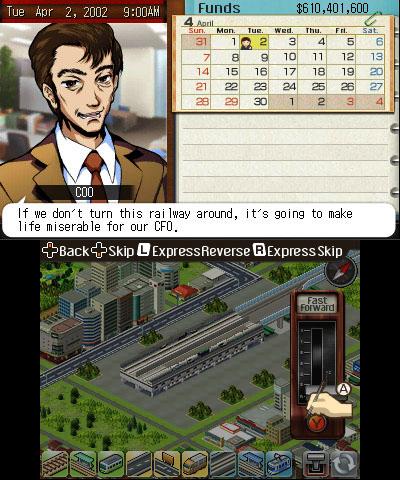 Tue Apr 2, 2002 9:00AM
Funds $610,401,600
4 April
Sun. Mon. Tue. Wed. Thu. Fri. Sat.
31 1 2 3 4 5 6
7 8 9 10 11 12 13
14 15 16 17 18 19 20
21 22 23 24 25 26 27
28 29 30 1 2 3 4
COO
If we don't turn this railway around, it's going to make
life miserable for our CFO.
Back Skip L ExpressReverse R Express Skip
Fast
Forward
A
Y